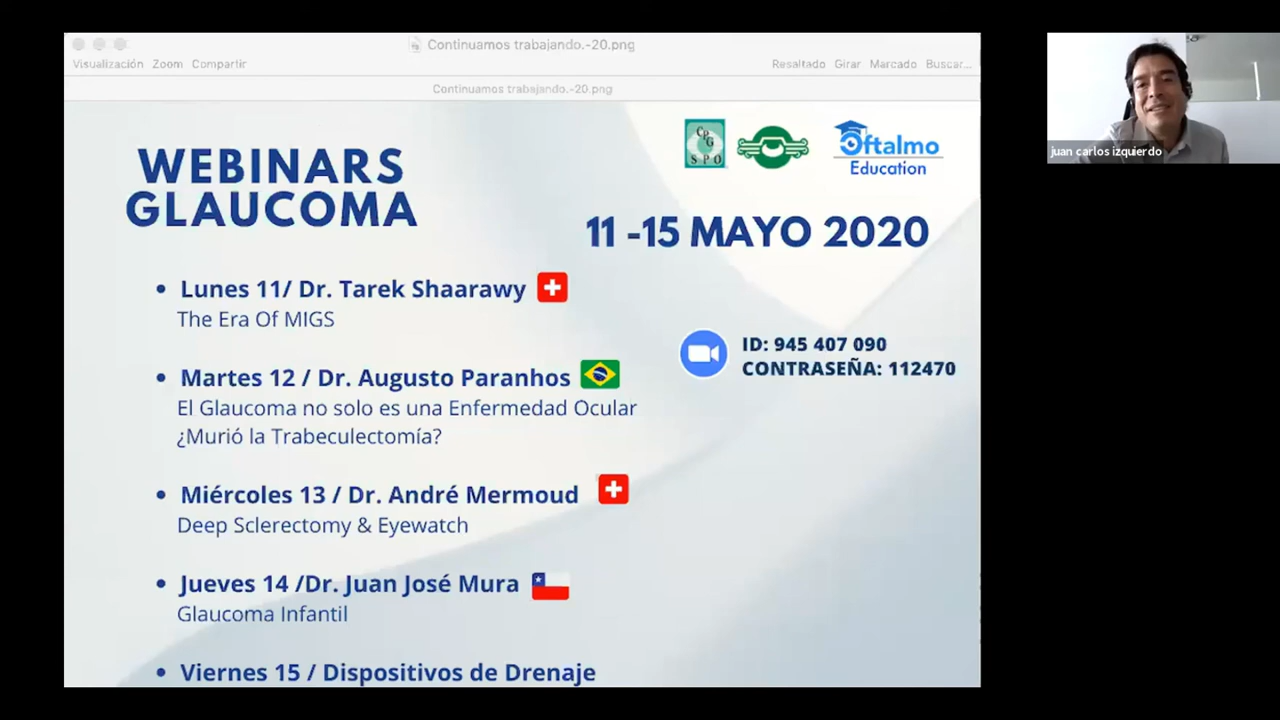 Continuamos trabajando.-20.png
Visualización Zoom Compartir
Resaltado Girar Marcado Buscar...
Continuamos trabajando.-20.png
WEBINARS
GLAUCOMA
CPG
SPO
Oftalmo
Education
11 -15 MAYO 2020
Lunes 11/ Dr. Tarek Shaarawy
The Era Of MIGS
ID: 945 407 090
CONTRASEÑA: 112470
Martes 12 / Dr. Augusto Paranhos
El Glaucoma no solo es una Enfermedad Ocular
¿Murió la Trabeculectomía?
Miércoles 13 / Dr. André Mermoud
Deep Sclerectomy & Eyewatch
Jueves 14 /Dr. Juan José Mura
Glaucoma Infantil
Viernes 15 / Dispositivos de Drenaje
juan carlos izquierdo